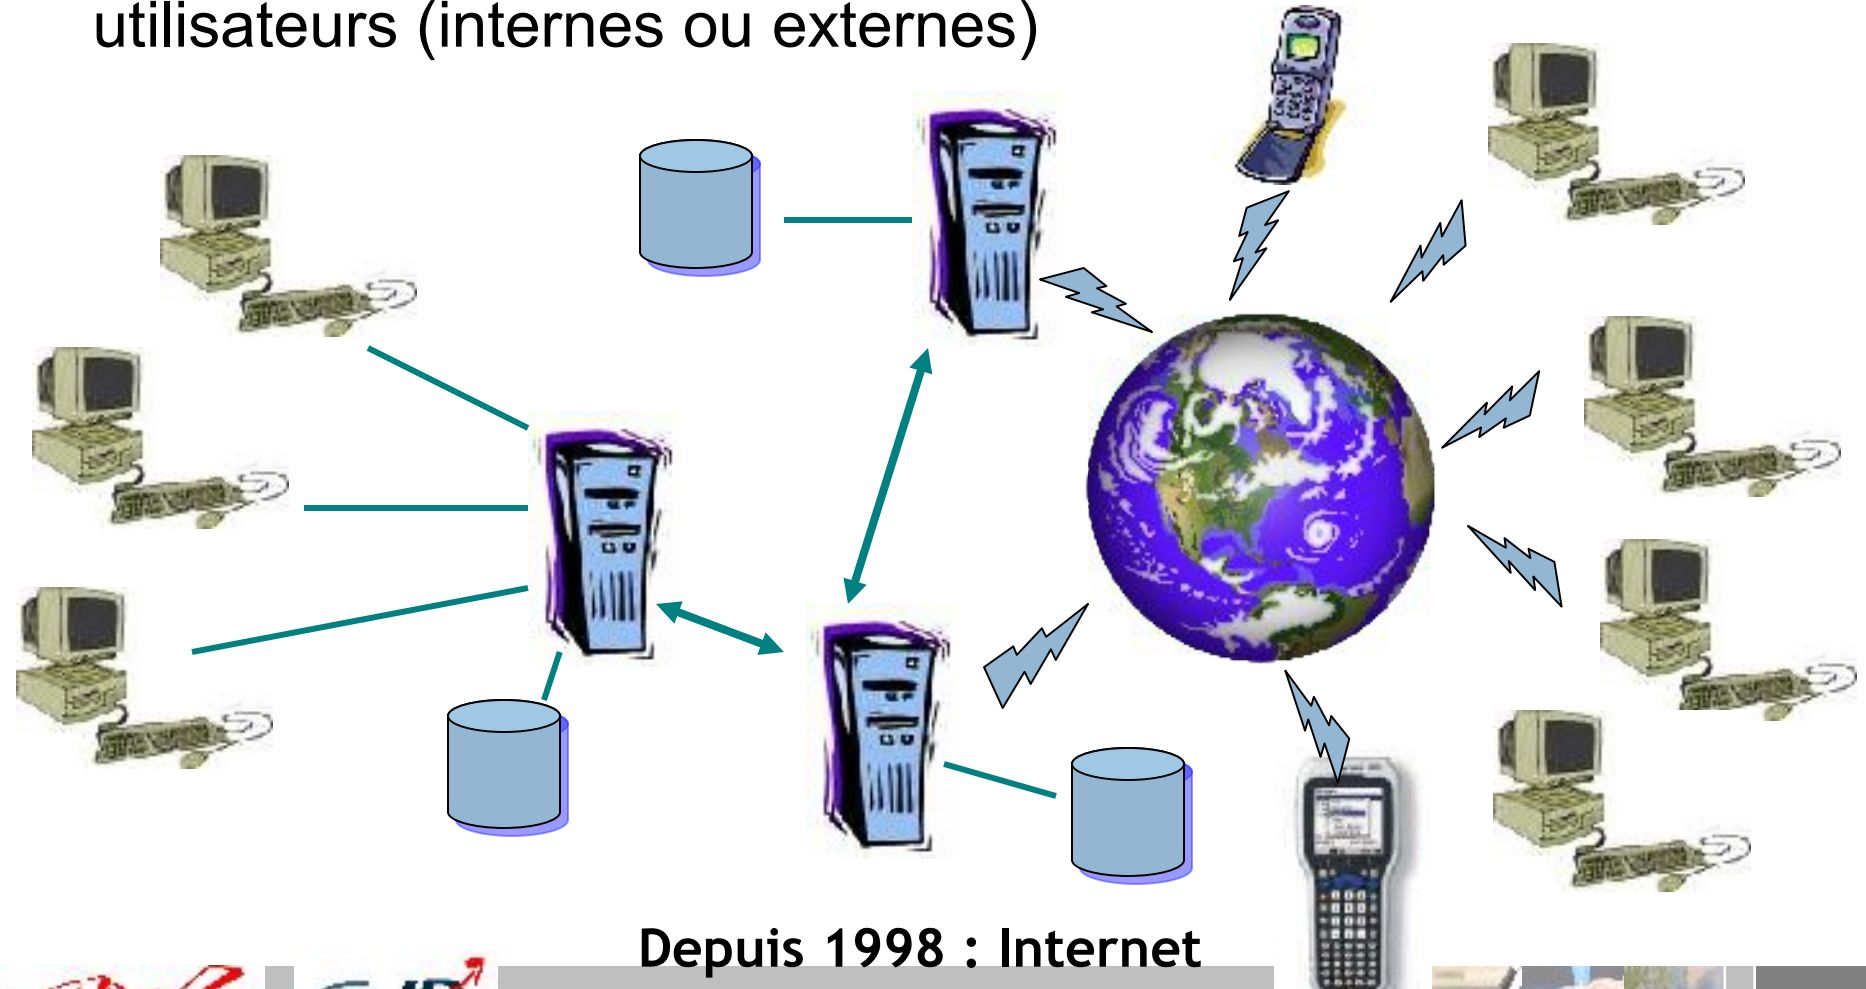 utilisateurs (internes ou externes)
Depuis 1998 : Internet